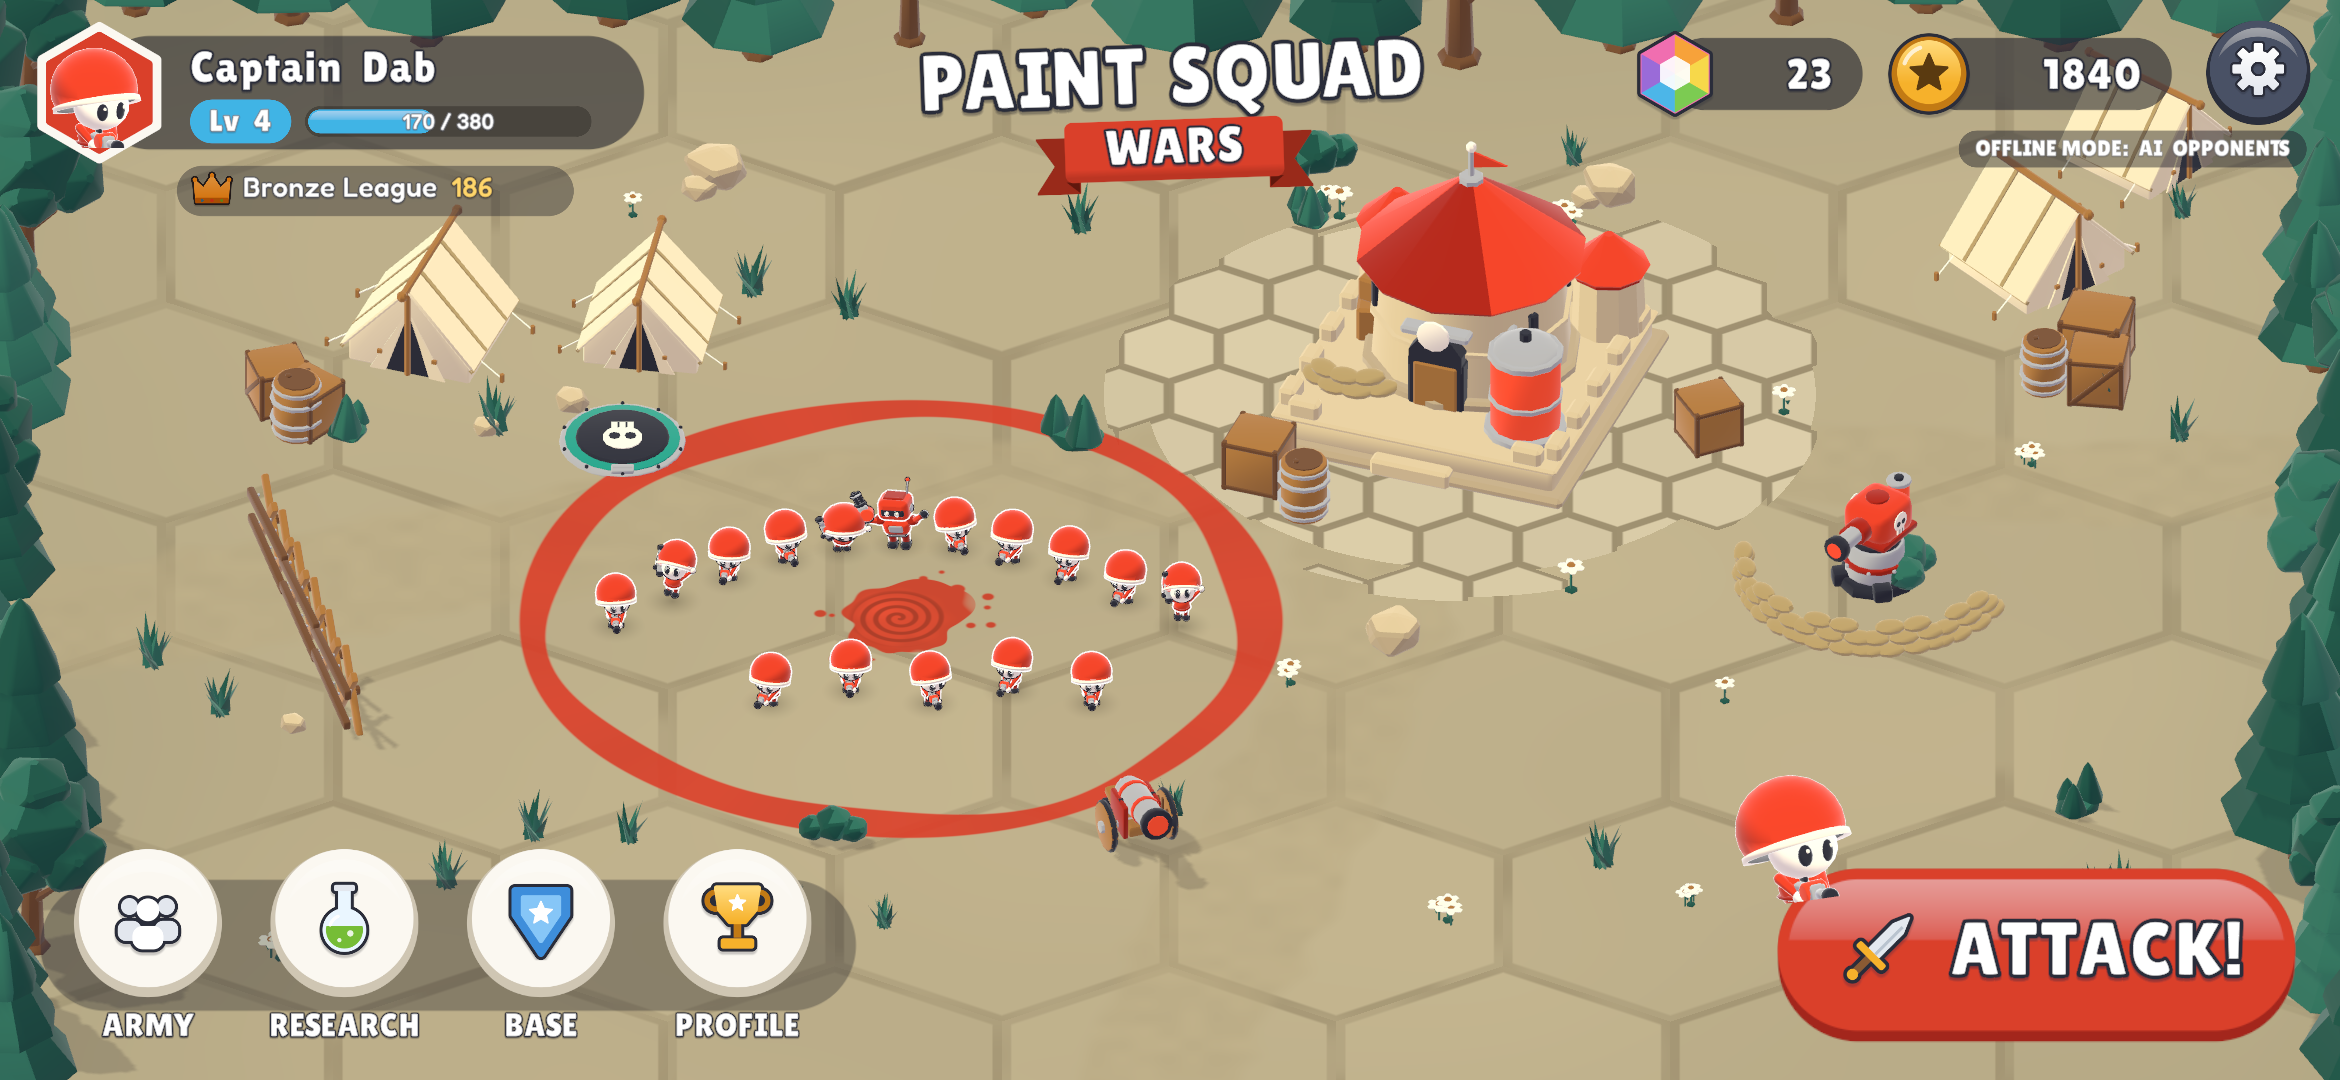 Captain Dab
Lv 4
170 / 380
Bronze League 186
PAINT SQUAD
WARS
23
1840
OFFLINE MODE: AI OPPONENTS
ARMY
RESEARCH
BASE
PROFILE
ATTACK!